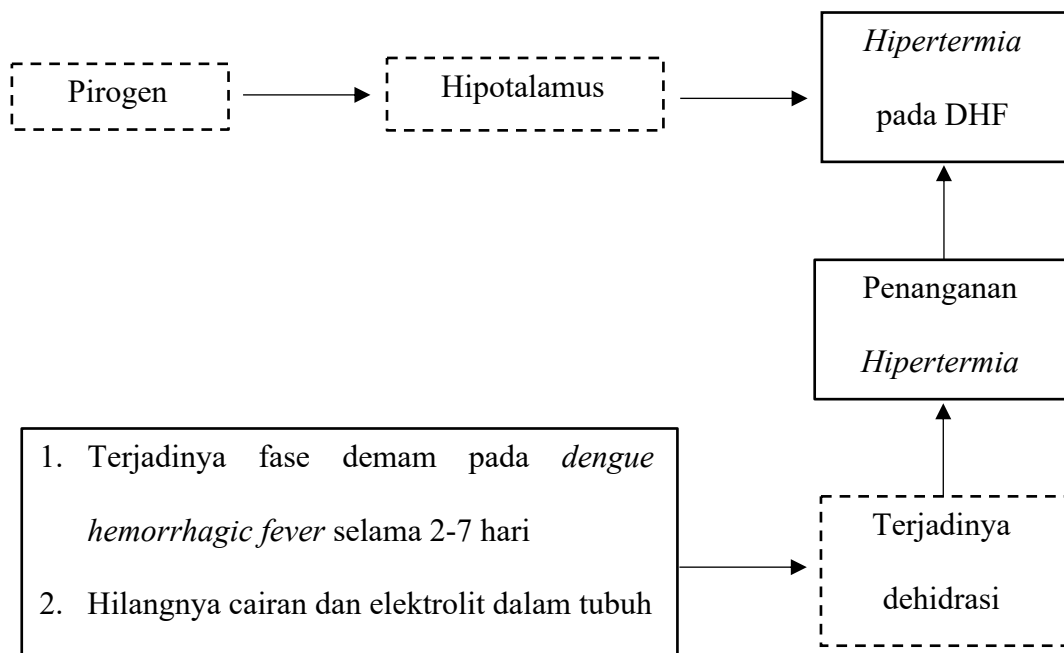 Pirogen
Hipotalamus
Hipertermia
pada DHF
Penanganan
Hipertermia
1. Terjadinya fase demam pada dengue
hemorrhagic fever selama 2-7 hari
2. Hilangnya cairan dan elektrolit dalam tubuh
Terjadinya
dehidrasi